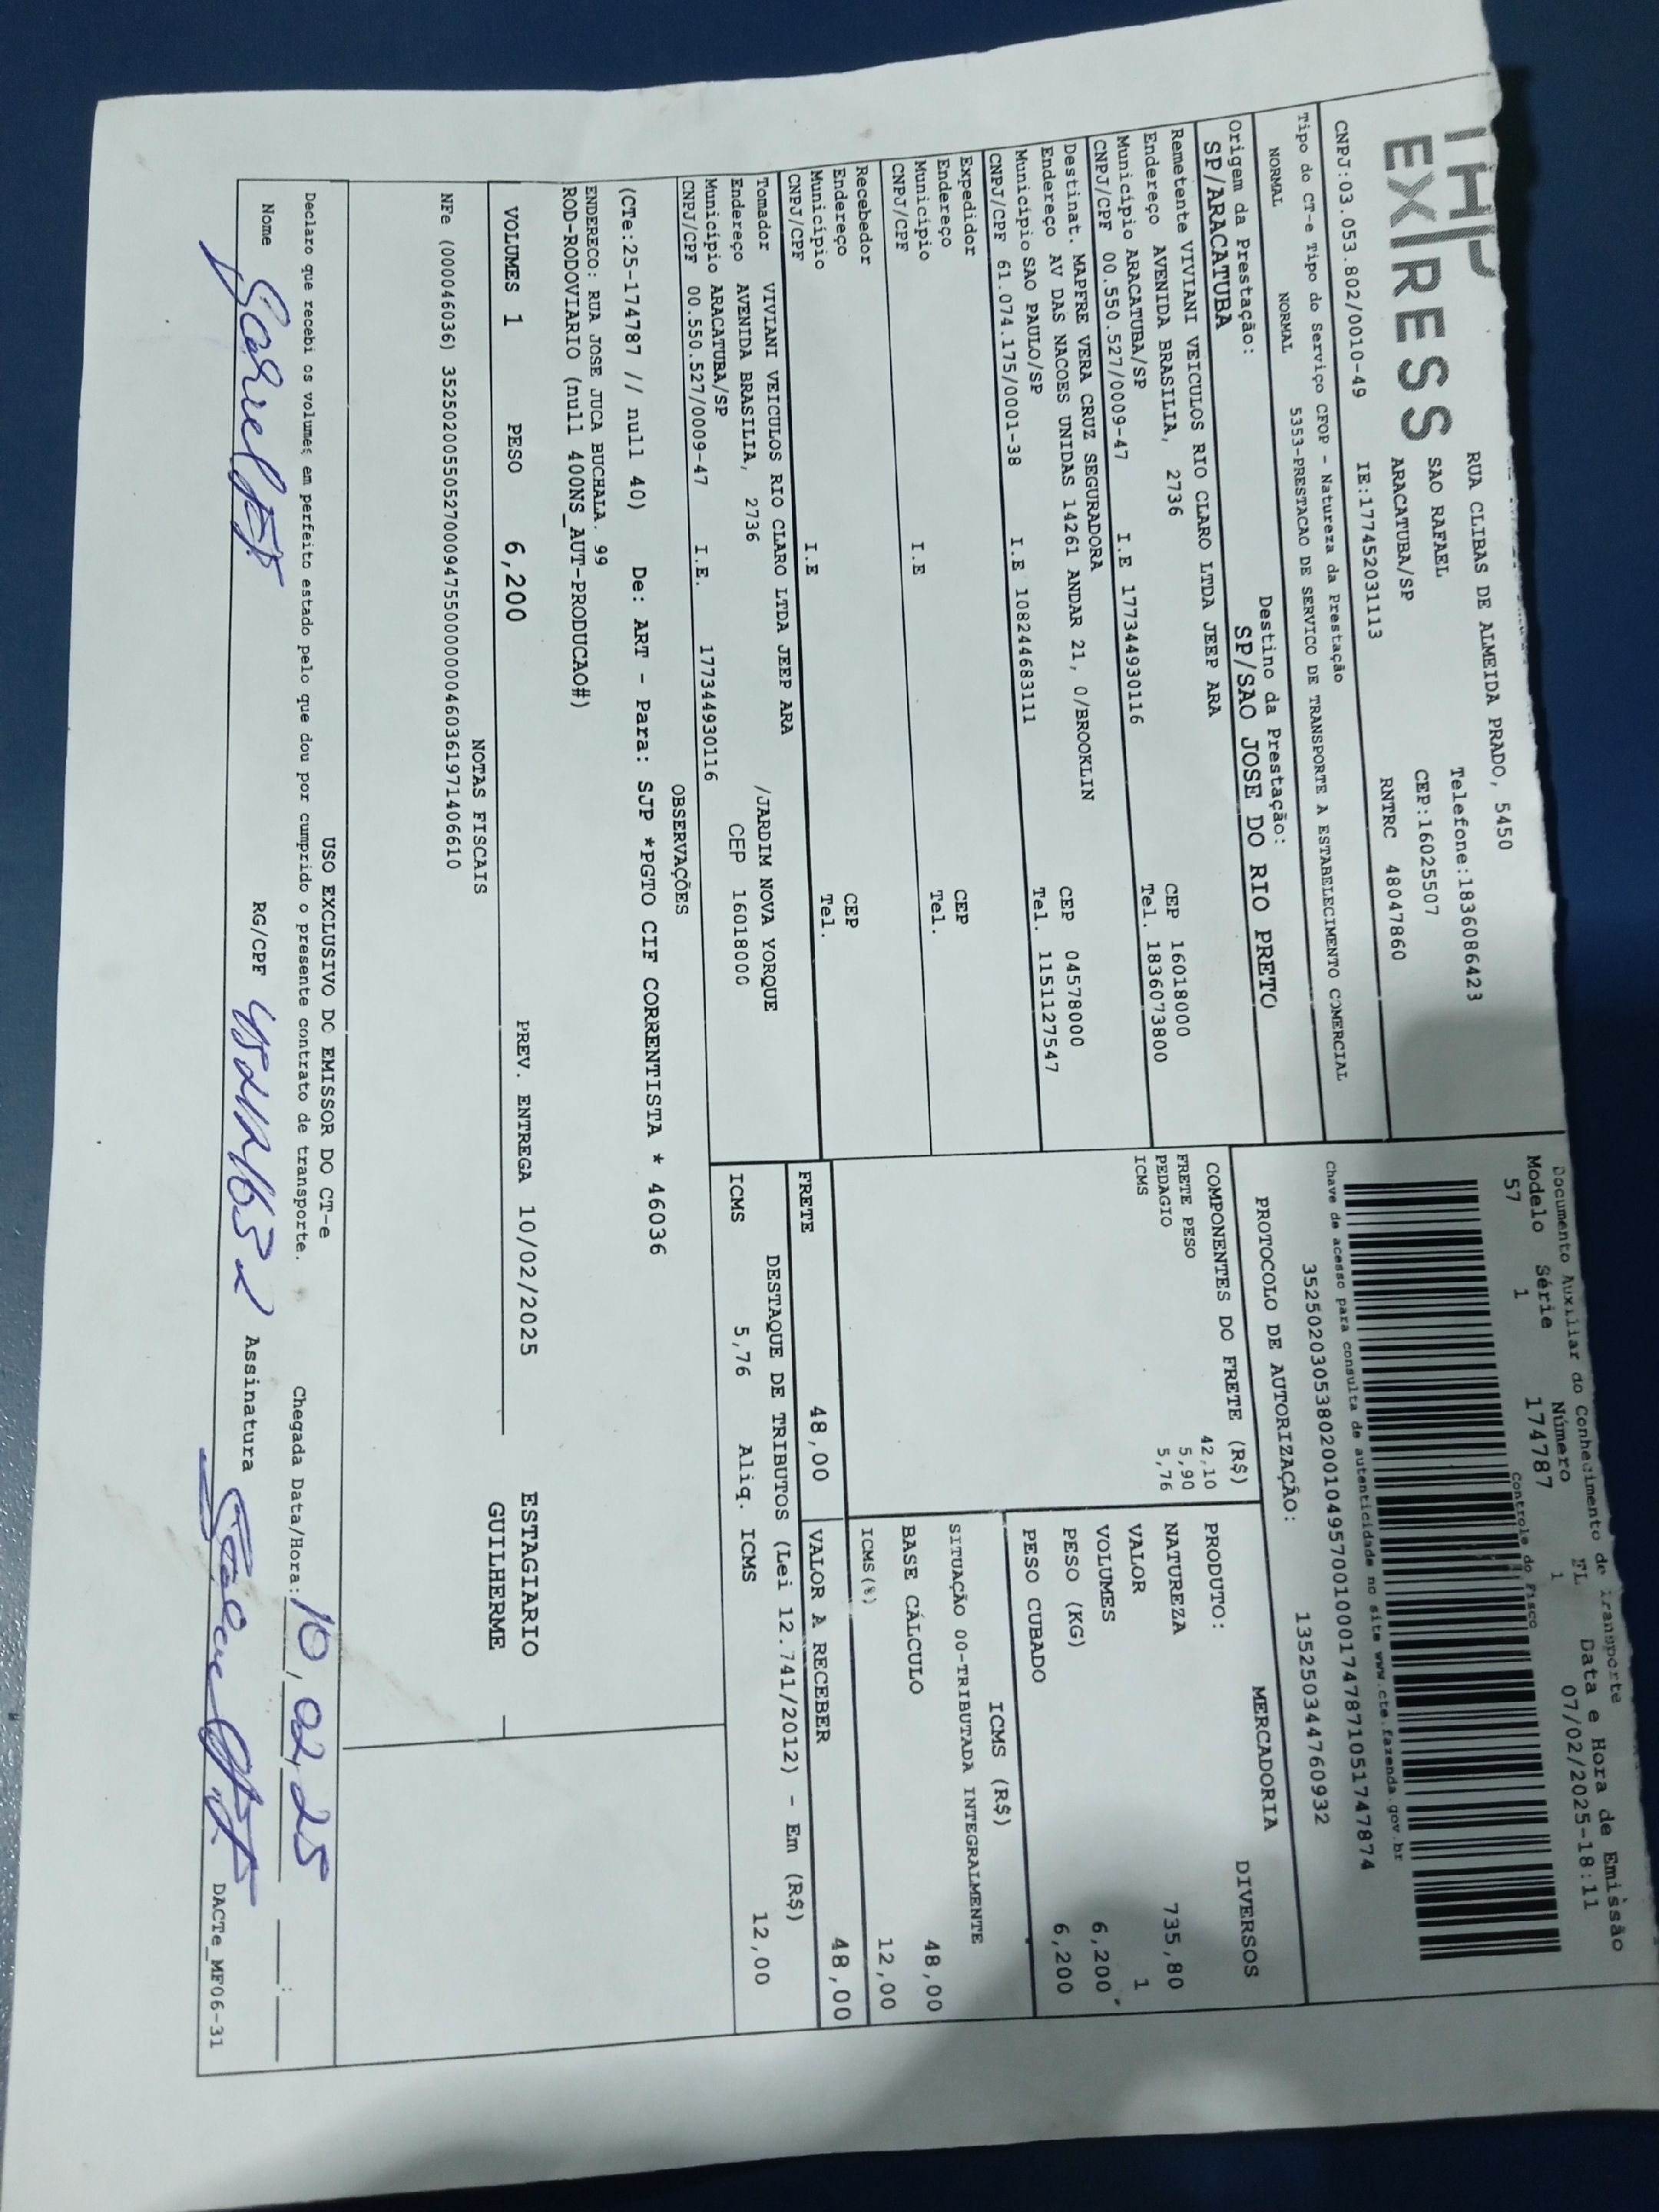 EXPRESS
RUA CLIBAS DE ALMEIDA PRADO, 5450
Telefone:1836086423
SAO RAFAEL
CEP:16025507
ARACATUBA/SP
RNTRC 48047860
CNPJ:03.053.802/0010-49 IE:177452031113
Tipo do CT-e Tipo do Serviço CFOP - Natureza da Prestação
NORMAL NORMAL 5353-PRESTACAO DE SERVICO DE TRANSPORTE A ESTABELECIMENTO COMERCIAL
Origem da Prestação: Destino da Prestação:
SP/ARACATUBA SP/SAO JOSE DO RIO PRETO
Remetente VIVIANI VEICULOS RIO CLARO LTDA JEEP ARA
Endereço AVENIDA BRASILIA, 2736 CEP 16018000
Município ARACATUBA/SP Tel. 1836073800
CNPJ/CPF 00.550.527/0009-47 I.E 177344930116
Destinat. MAPFRE VERA CRUZ SEGURADORA
Endereço AV DAS NACOES UNIDAS 14261 ANDAR 21, 0/BROOKLIN CEP 04578000
Município SAO PAULO/SP Tel. 1151127547
CNPJ/CPF 61.074.175/0001-38 I.E 108244683111
Expedidor
Endereço CEP
Município Tel.
CNPJ/CPF I.E
Recebedor
Endereço CEP
Município Tel.
CNPJ/CPF I.E
Tomador VIVIANI VEICULOS RIO CLARO LTDA JEEP ARA
Endereço AVENIDA BRASILIA, 2736 /JARDIM NOVA YORQUE
Município ARACATUBA/SP CEP 16018000
CNPJ/CPF 00.550.527/0009-47 I.E. 177344930116
Documento Auxiliar do Conhecimento de Transporte
Modelo Série Número FL Data e Hora de Emissão
57 1 174787 1 07/02/2025-18:11
Controle do Fisco
Chave de acesso para consulta de autenticidade no site www.cte.fazenda.gov.br
35250203053802001049570010001747871051747874
PROTOCOLO DE AUTORIZAÇÃO: 135250344760932
COMPONENTES DO FRETE (R$)
FRETE PESO 42,10
PEDAGIO 5,90
ICMS 5,76
MERCADORIA
PRODUTO: DIVERSOS
NATUREZA
VALOR 735,80
VOLUMES 1
PESO (KG) 6,200
PESO CUBADO 6,200
ICMS (R$)
SITUAÇÃO 00-TRIBUTADA INTEGRALMENTE
BASE CÁLCULO 48,00
ICMS(%) 12,00
FRETE 48,00 VALOR A RECEBER 48,00
DESTAQUE DE TRIBUTOS (Lei 12.741/2012) - Em (R$)
ICMS 5,76 Aliq. ICMS 12,00
OBSERVAÇÕES
(CTe:25-174787 // null 40) De: ART - Para: SJP *PGTO CIF CORRENTISTA * 46036
ENDERECO: RUA JOSE JUCA BUCHALA. 99
ROD-RODOVIARIO (null 400NS_AUT-PRODUCAO#)
VOLUMES 1 PESO 6,200 PREV. ENTREGA 10/02/2025 ESTAGIARIO
GUILHERME
NOTAS FISCAIS
NFe (000046036) 35250200550527000947550000000460361971406610
USO EXCLUSIVO DO EMISSOR DO CT-e
Declaro que recebi os volumes em perfeito estado pelo que dou por cumprido o presente contrato de transporte. Chegada Data/Hora: 10, 02, 25
Nome RG/CPF Assinatura
DACTe_MF06-31